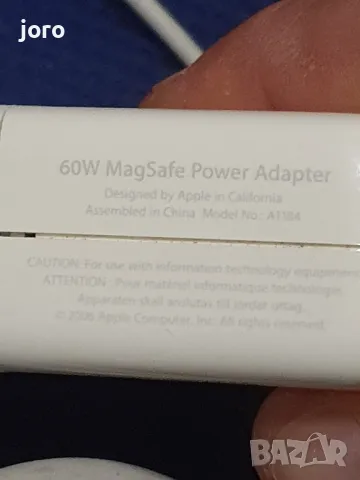 joro
60W MagSafe Power Adapter
Designed by Apple in California
Assembled in China Model No.: A1184
CAUTION: For use with information technology equipment
ATTENTION: Pour matériel informatique technologie
Apparaten skall anslutas till jordat uttag.
© 2006 Apple Computer, Inc. All rights reserved.
BAZAR